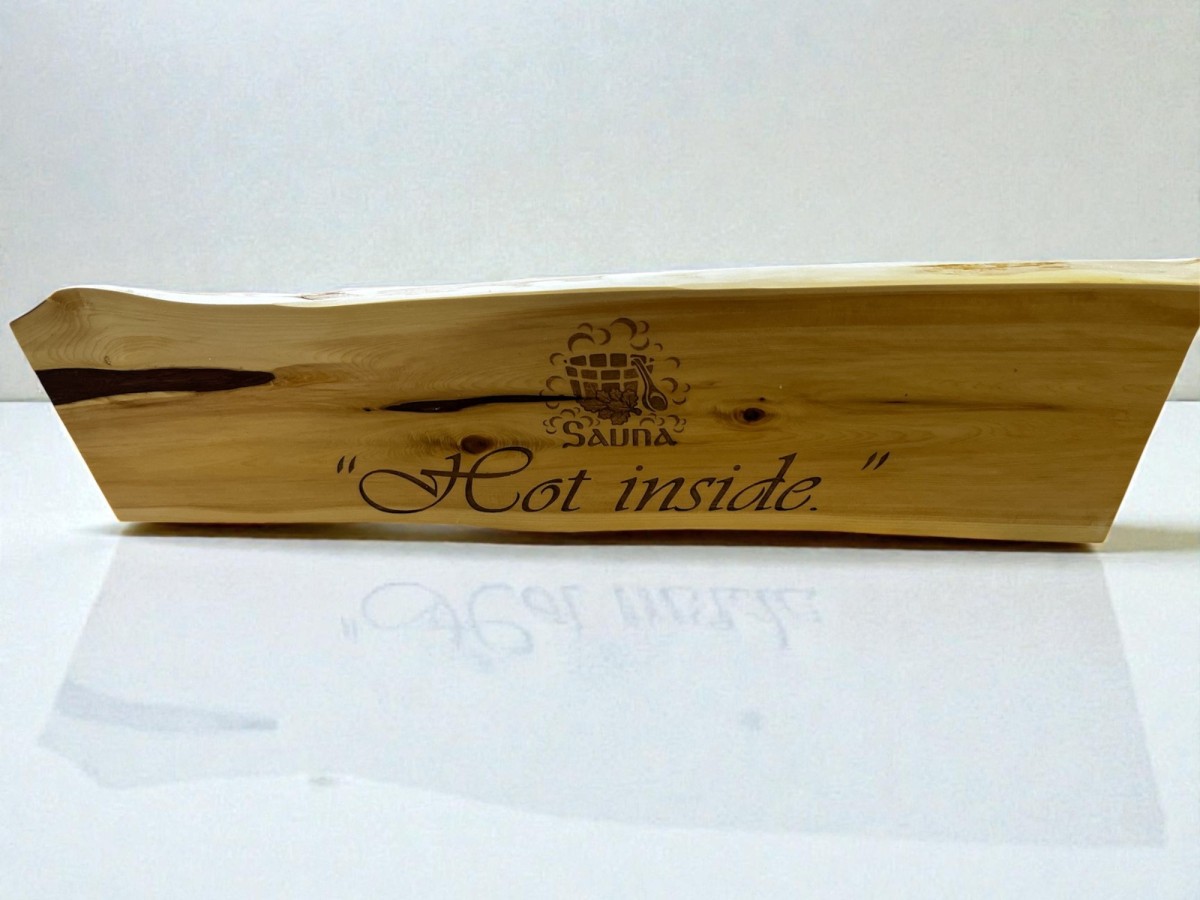 SAUNA
"Hot inside. "